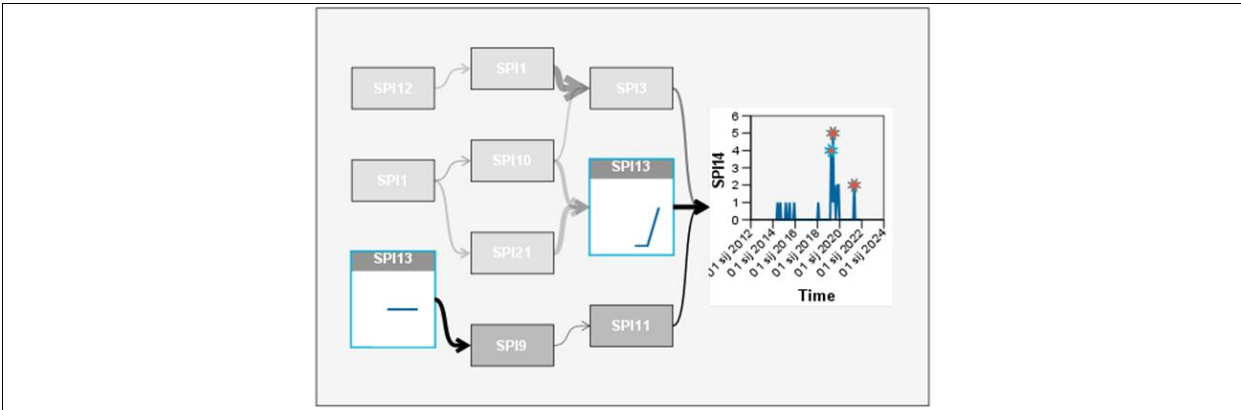 SPI12
SPI1
SPI3
SPI1
SPI10
SPI13
SPI21
SPI13
SPI9
SPI11
SPI14
6
5
4
3
2
1
0
01 sij 2012
01 sij 2014
01 sij 2016
01 sij 2018
01 sij 2020
01 sij 2022
01 sij 2024
Time